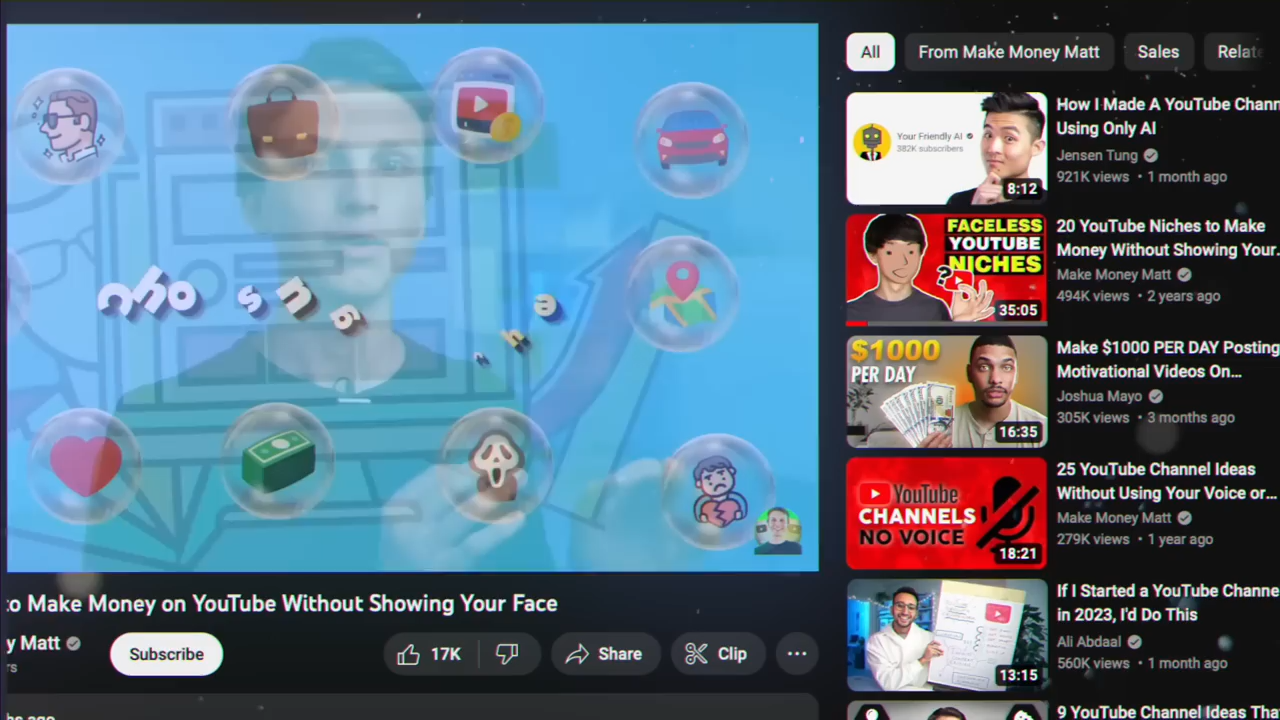 to Make Money on YouTube Without Showing Your Face
y Matt
rs
Subscribe
17K
Share
Clip
hs ago
All
From Make Money Matt
Sales
Relate
Your Friendly AI
382K subscribers
8:12
How I Made A YouTube Chann
Using Only AI
Jensen Tung
921K views • 1 month ago
FACELESS
YOUTUBE
NICHES
?
35:05
20 YouTube Niches to Make
Money Without Showing Your...
Make Money Matt
494K views • 2 years ago
$1000
PER DAY
16:35
Make $1000 PER DAY Posting
Motivational Videos On...
Joshua Mayo
305K views • 3 months ago
YouTube
CHANNELS
NO VOICE
18:21
25 YouTube Channel Ideas
Without Using Your Voice or...
Make Money Matt
279K views • 1 year ago
13:15
If I Started a YouTube Channe
in 2023, I'd Do This
Ali Abdaal
560K views • 1 month ago
9 YouTube Channel Ideas Tha